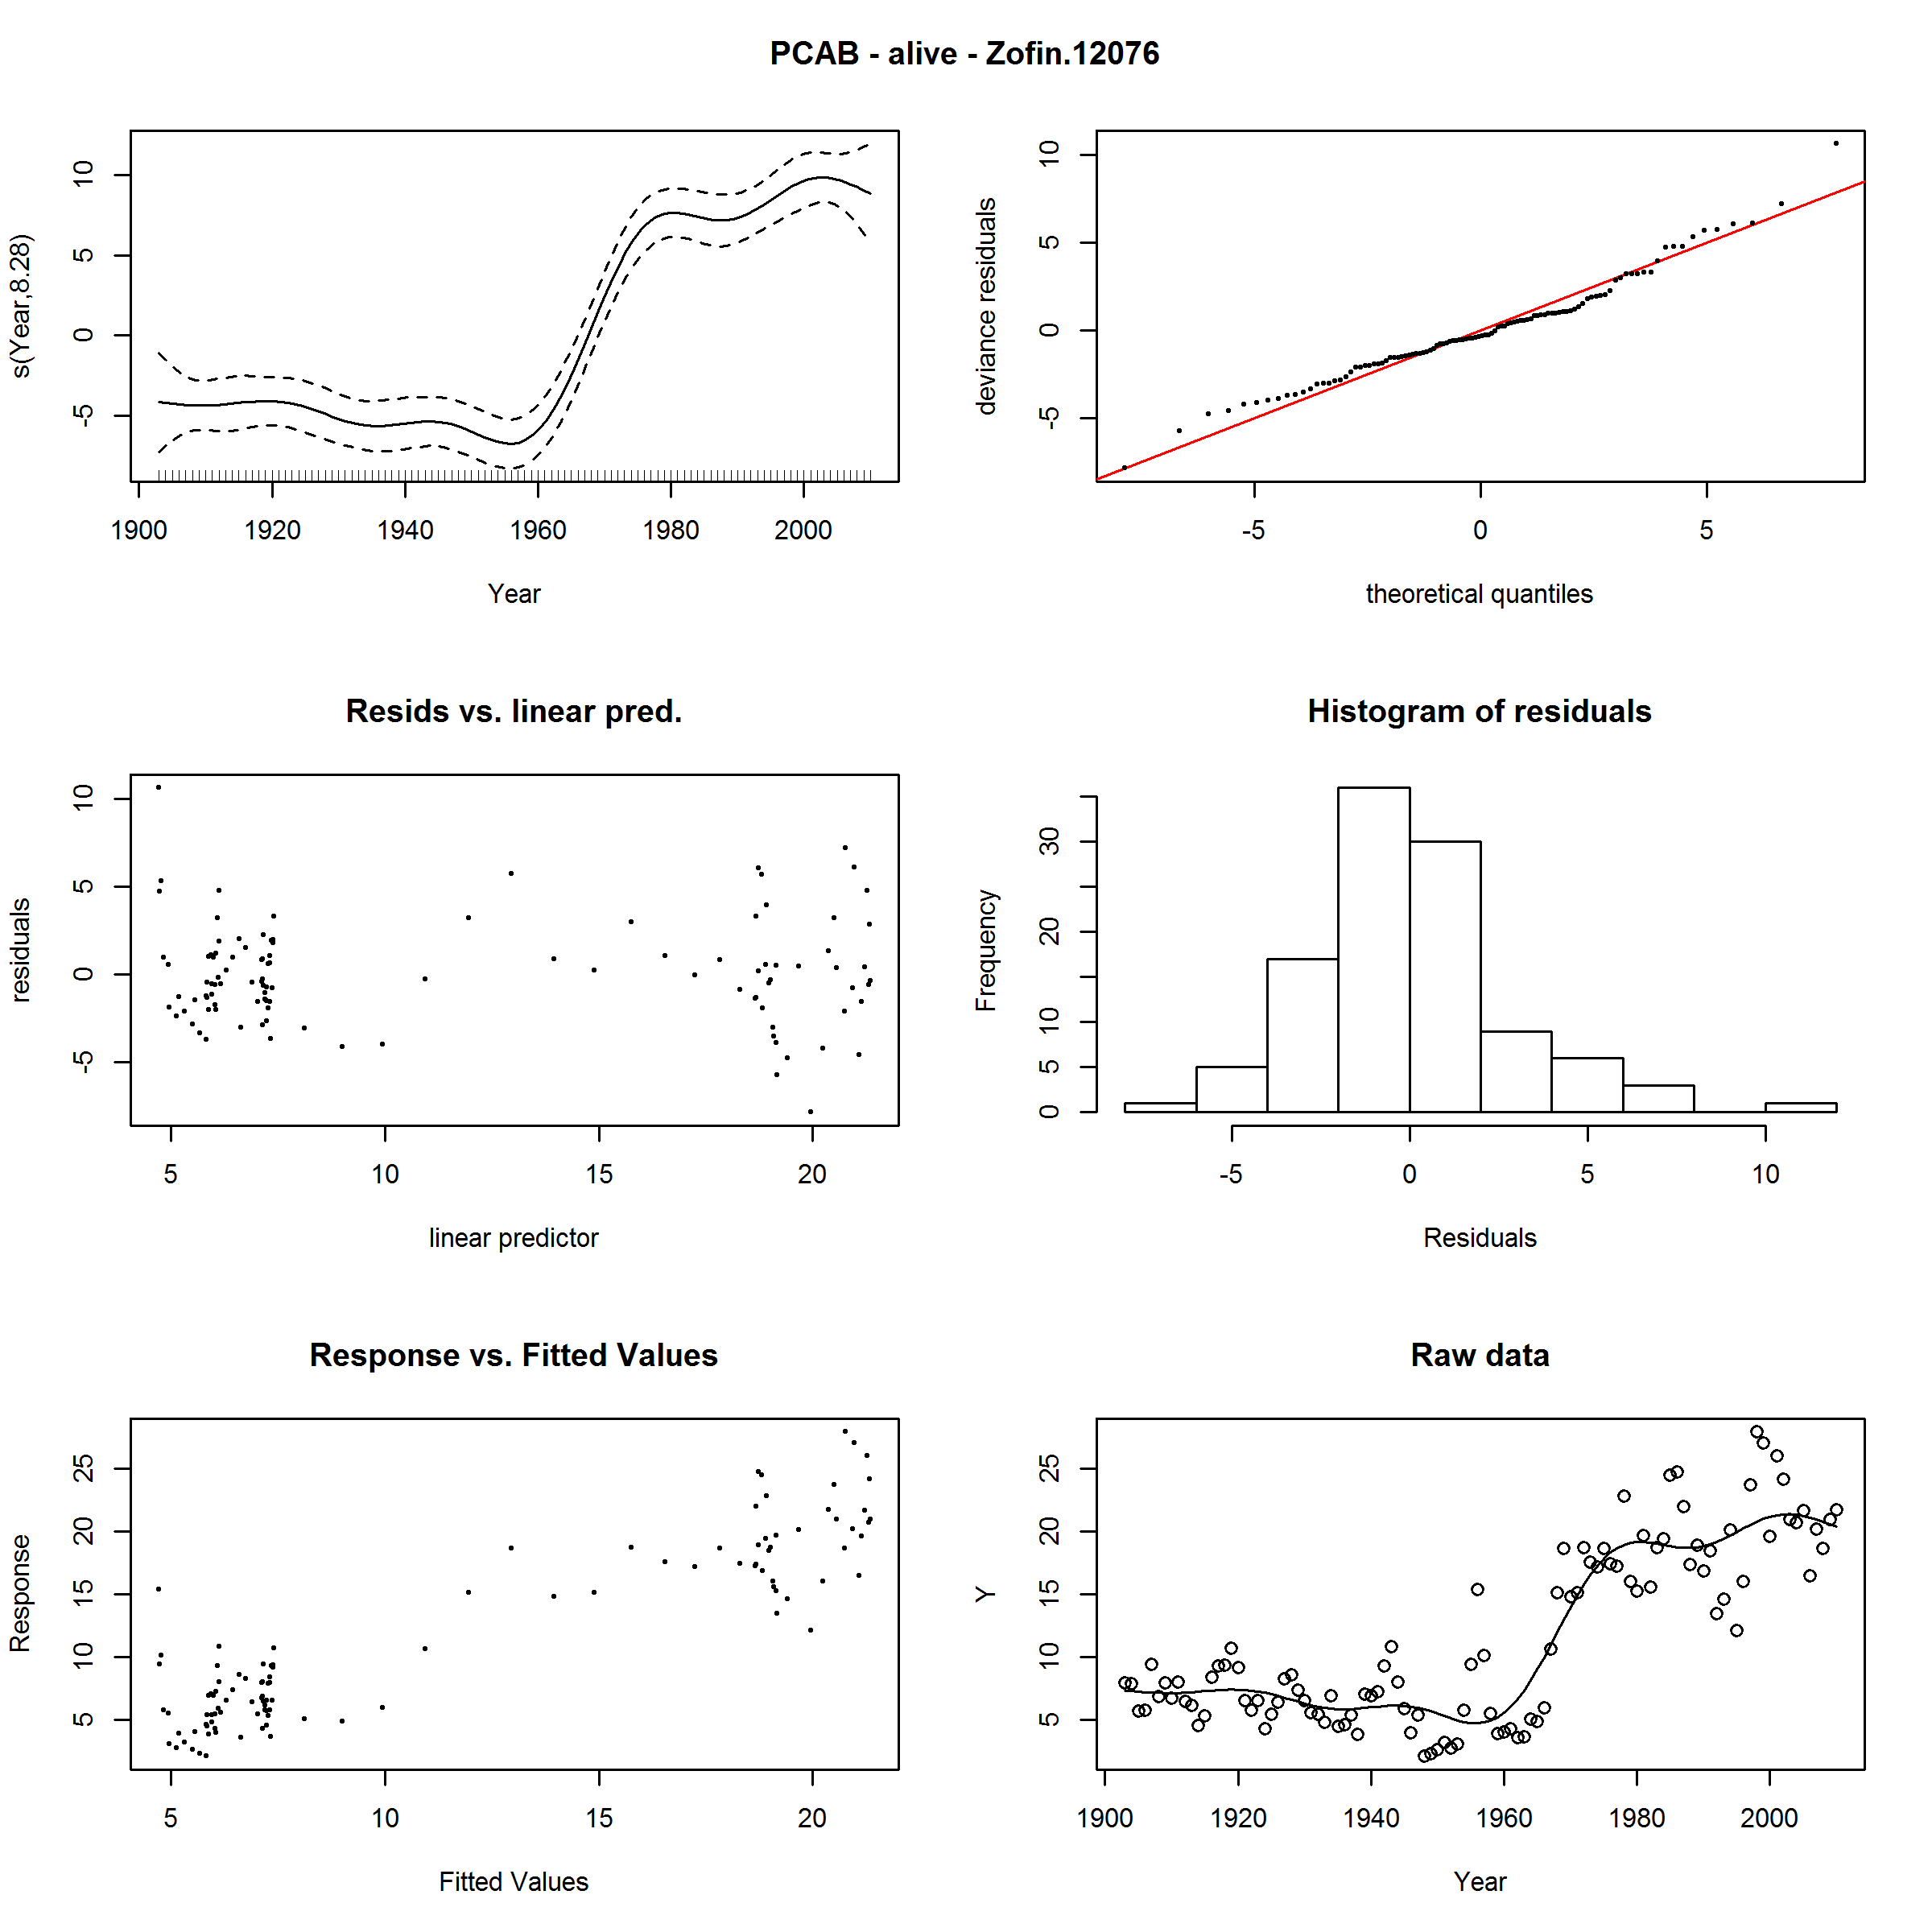 PCAB - alive - Zofin.12076
s(Year,8.28)
-5 0 5 10
1900 1920 1940 1960 1980 2000
Year
deviance residuals
-5 0 5 10
-5 0 5
theoretical quantiles
Resids vs. linear pred.
residuals
-5 0 5 10
5 10 15 20
linear predictor
Histogram of residuals
Frequency
0 5 10 20 30
-5 0 5 10
Residuals
Response vs. Fitted Values
Response
5 10 15 20 25
5 10 15 20
Fitted Values
Raw data
Y
5 10 15 20 25
1900 1920 1940 1960 1980 2000
Year